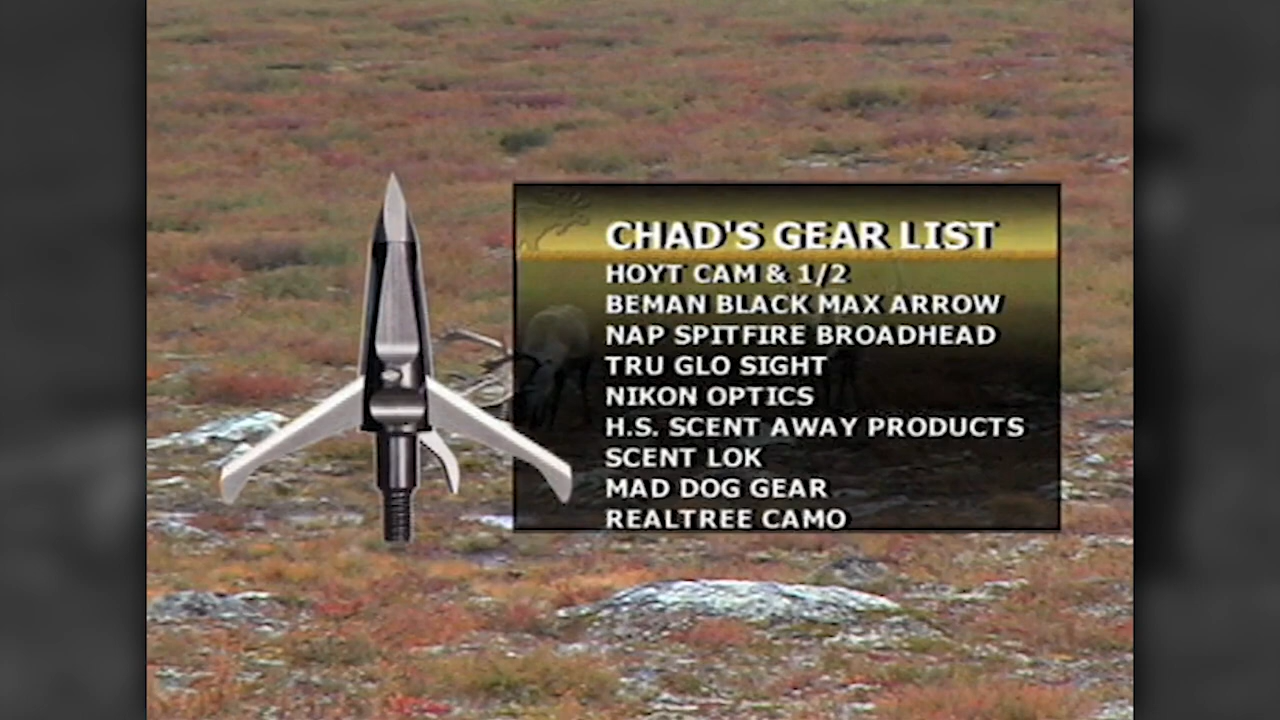 CHAD'S GEAR LIST
HOYT CAM & 1/2
BEMAN BLACK MAX ARROW
NAP SPITFIRE BROADHEAD
TRU GLO SIGHT
NIKON OPTICS
H.S. SCENT AWAY PRODUCTS
SCENT LOK
MAD DOG GEAR
REALTREE CAMO